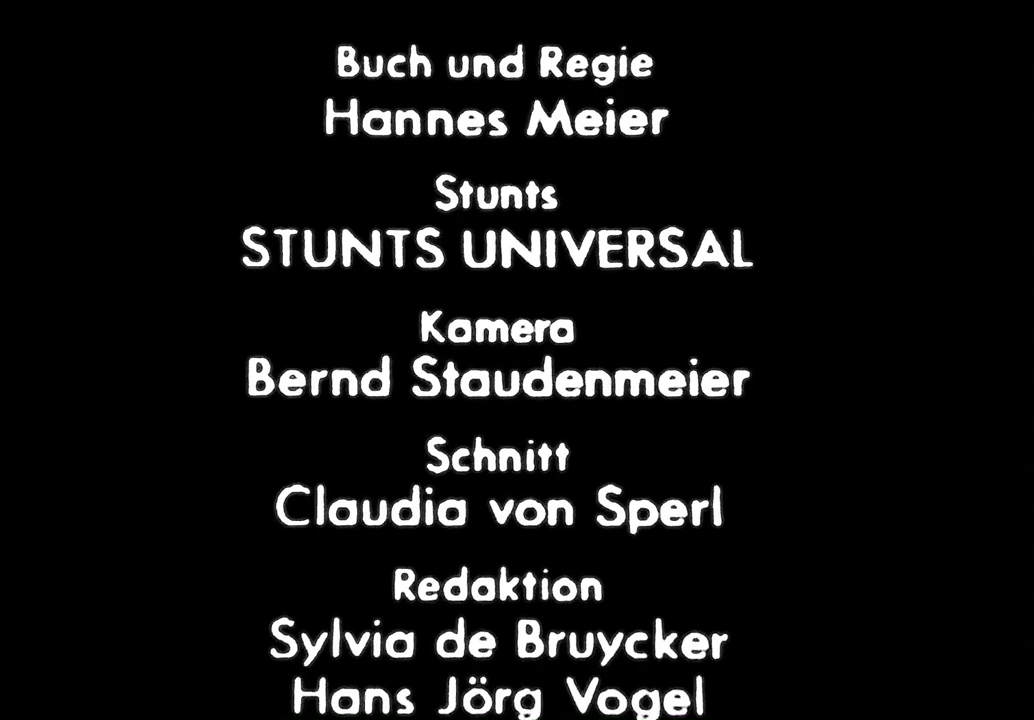 Buch und Regie
Hannes Meier
Stunts
STUNTS UNIVERSAL
Kamera
Bernd Staudenmeier
Schnitt
Claudia von Sperl
Redaktion
Sylvia de Bruycker
Hans Jörg Vogel